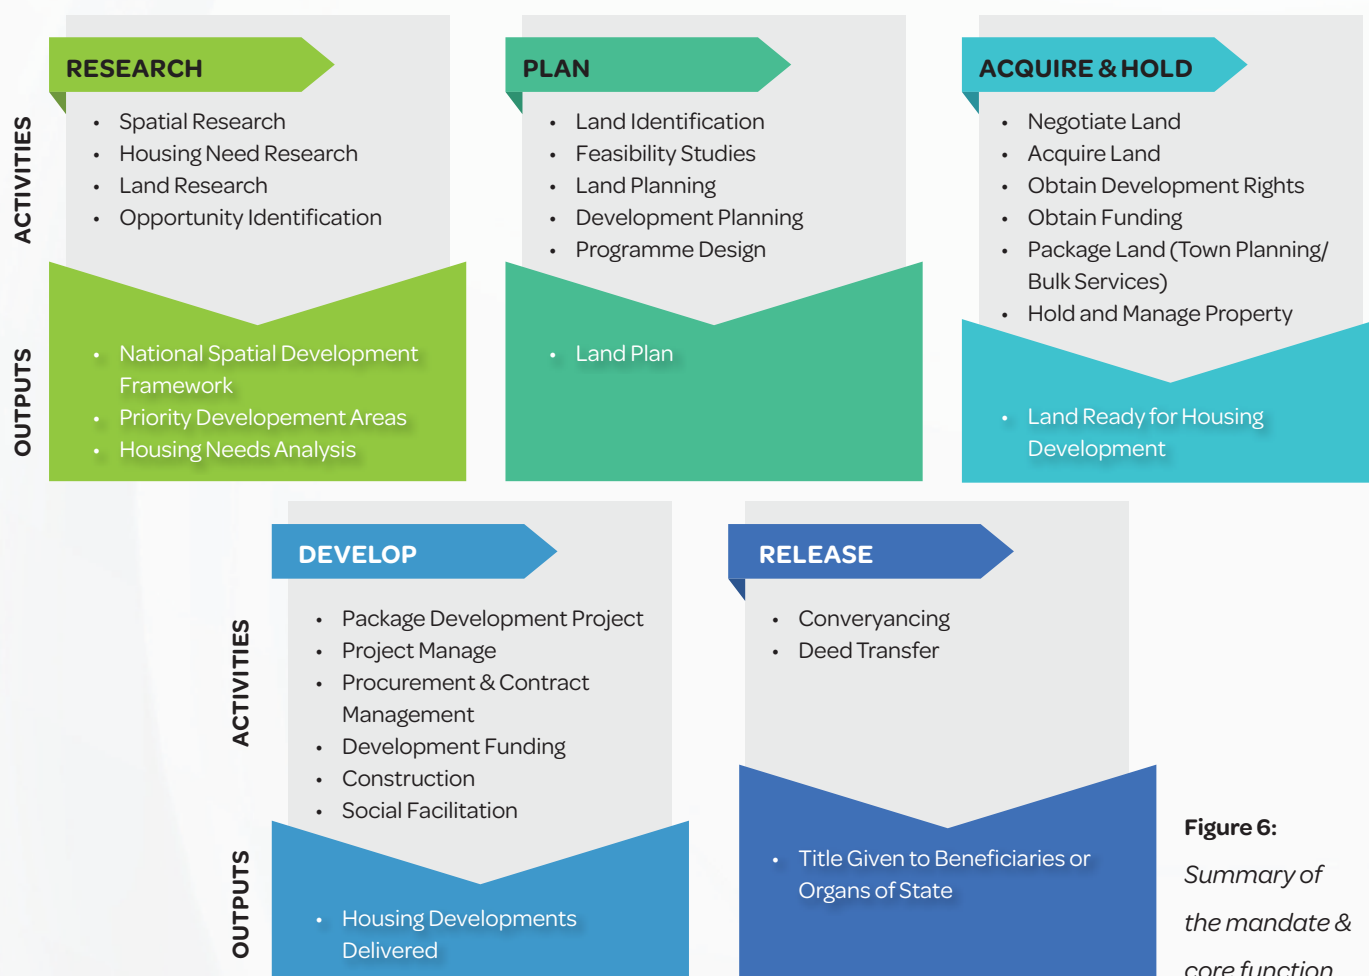 RESEARCH
ACTIVITIES
• Spatial Research
• Housing Need Research
• Land Research
• Opportunity Identification
OUTPUTS
• National Spatial Development
Framework
• Priority Developement Areas
• Housing Needs Analysis
PLAN
• Land Identification
• Feasibility Studies
• Land Planning
• Development Planning
• Programme Design
• Land Plan
ACQUIRE & HOLD
• Negotiate Land
• Acquire Land
• Obtain Development Rights
• Obtain Funding
• Package Land (Town Planning/
Bulk Services)
• Hold and Manage Property
• Land Ready for Housing
Development
DEVELOP
ACTIVITIES
• Package Development Project
• Project Manage
• Procurement & Contract
Management
• Development Funding
• Construction
• Social Facilitation
OUTPUTS
• Housing Developments
Delivered
RELEASE
• Converyancing
• Deed Transfer
• Title Given to Beneficiaries or
Organs of State
Figure 6:
Summary of
the mandate &
core function